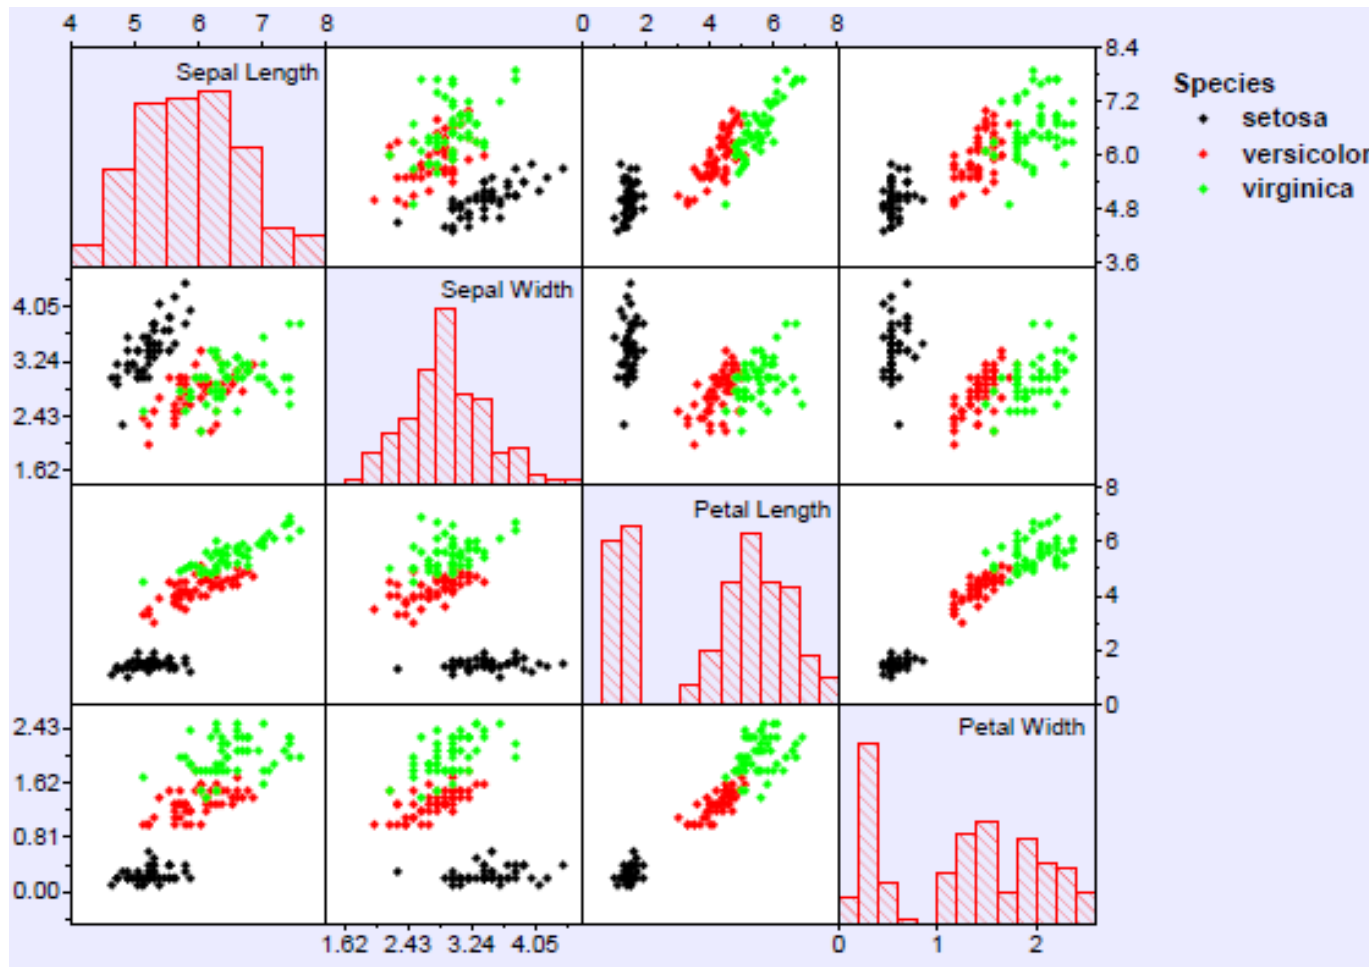 4 5 6 7 8 0 2 4 6 8
Sepal Length
8.4
7.2
6.0
4.8
3.6
Species
setosa
versicolor
virginica
4.05
3.24
2.43
1.62
Sepal Width
Petal Length
8
6
4
2
0
2.43
1.62
0.81
0.00
Petal Width
1.62 2.43 3.24 4.05 0 1 2